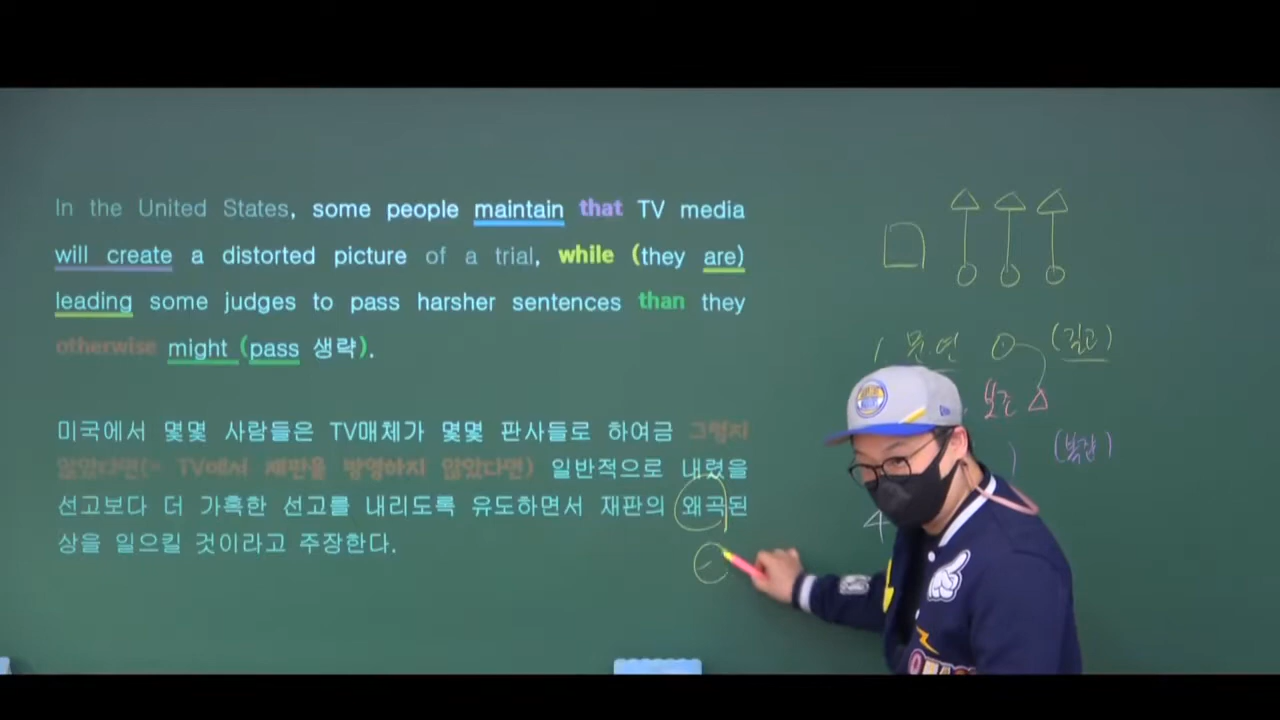 In the United States, some people maintain that TV media
will create a distorted picture of a trial, while (they are)
leading some judges to pass harsher sentences than they
otherwise might (pass 생략).
미국에서 몇몇 사람들은 TV매체가 몇몇 판사들로 하여금 그렇지
않았다면(= TV에서 재판을 방영하지 않았다면) 일반적으로 내렸을
선고보다 더 가혹한 선고를 내리도록 유도하면서 재판의 왜곡된
상을 일으킬 것이라고 주장한다.
(길고)
보조
(복잡)
4